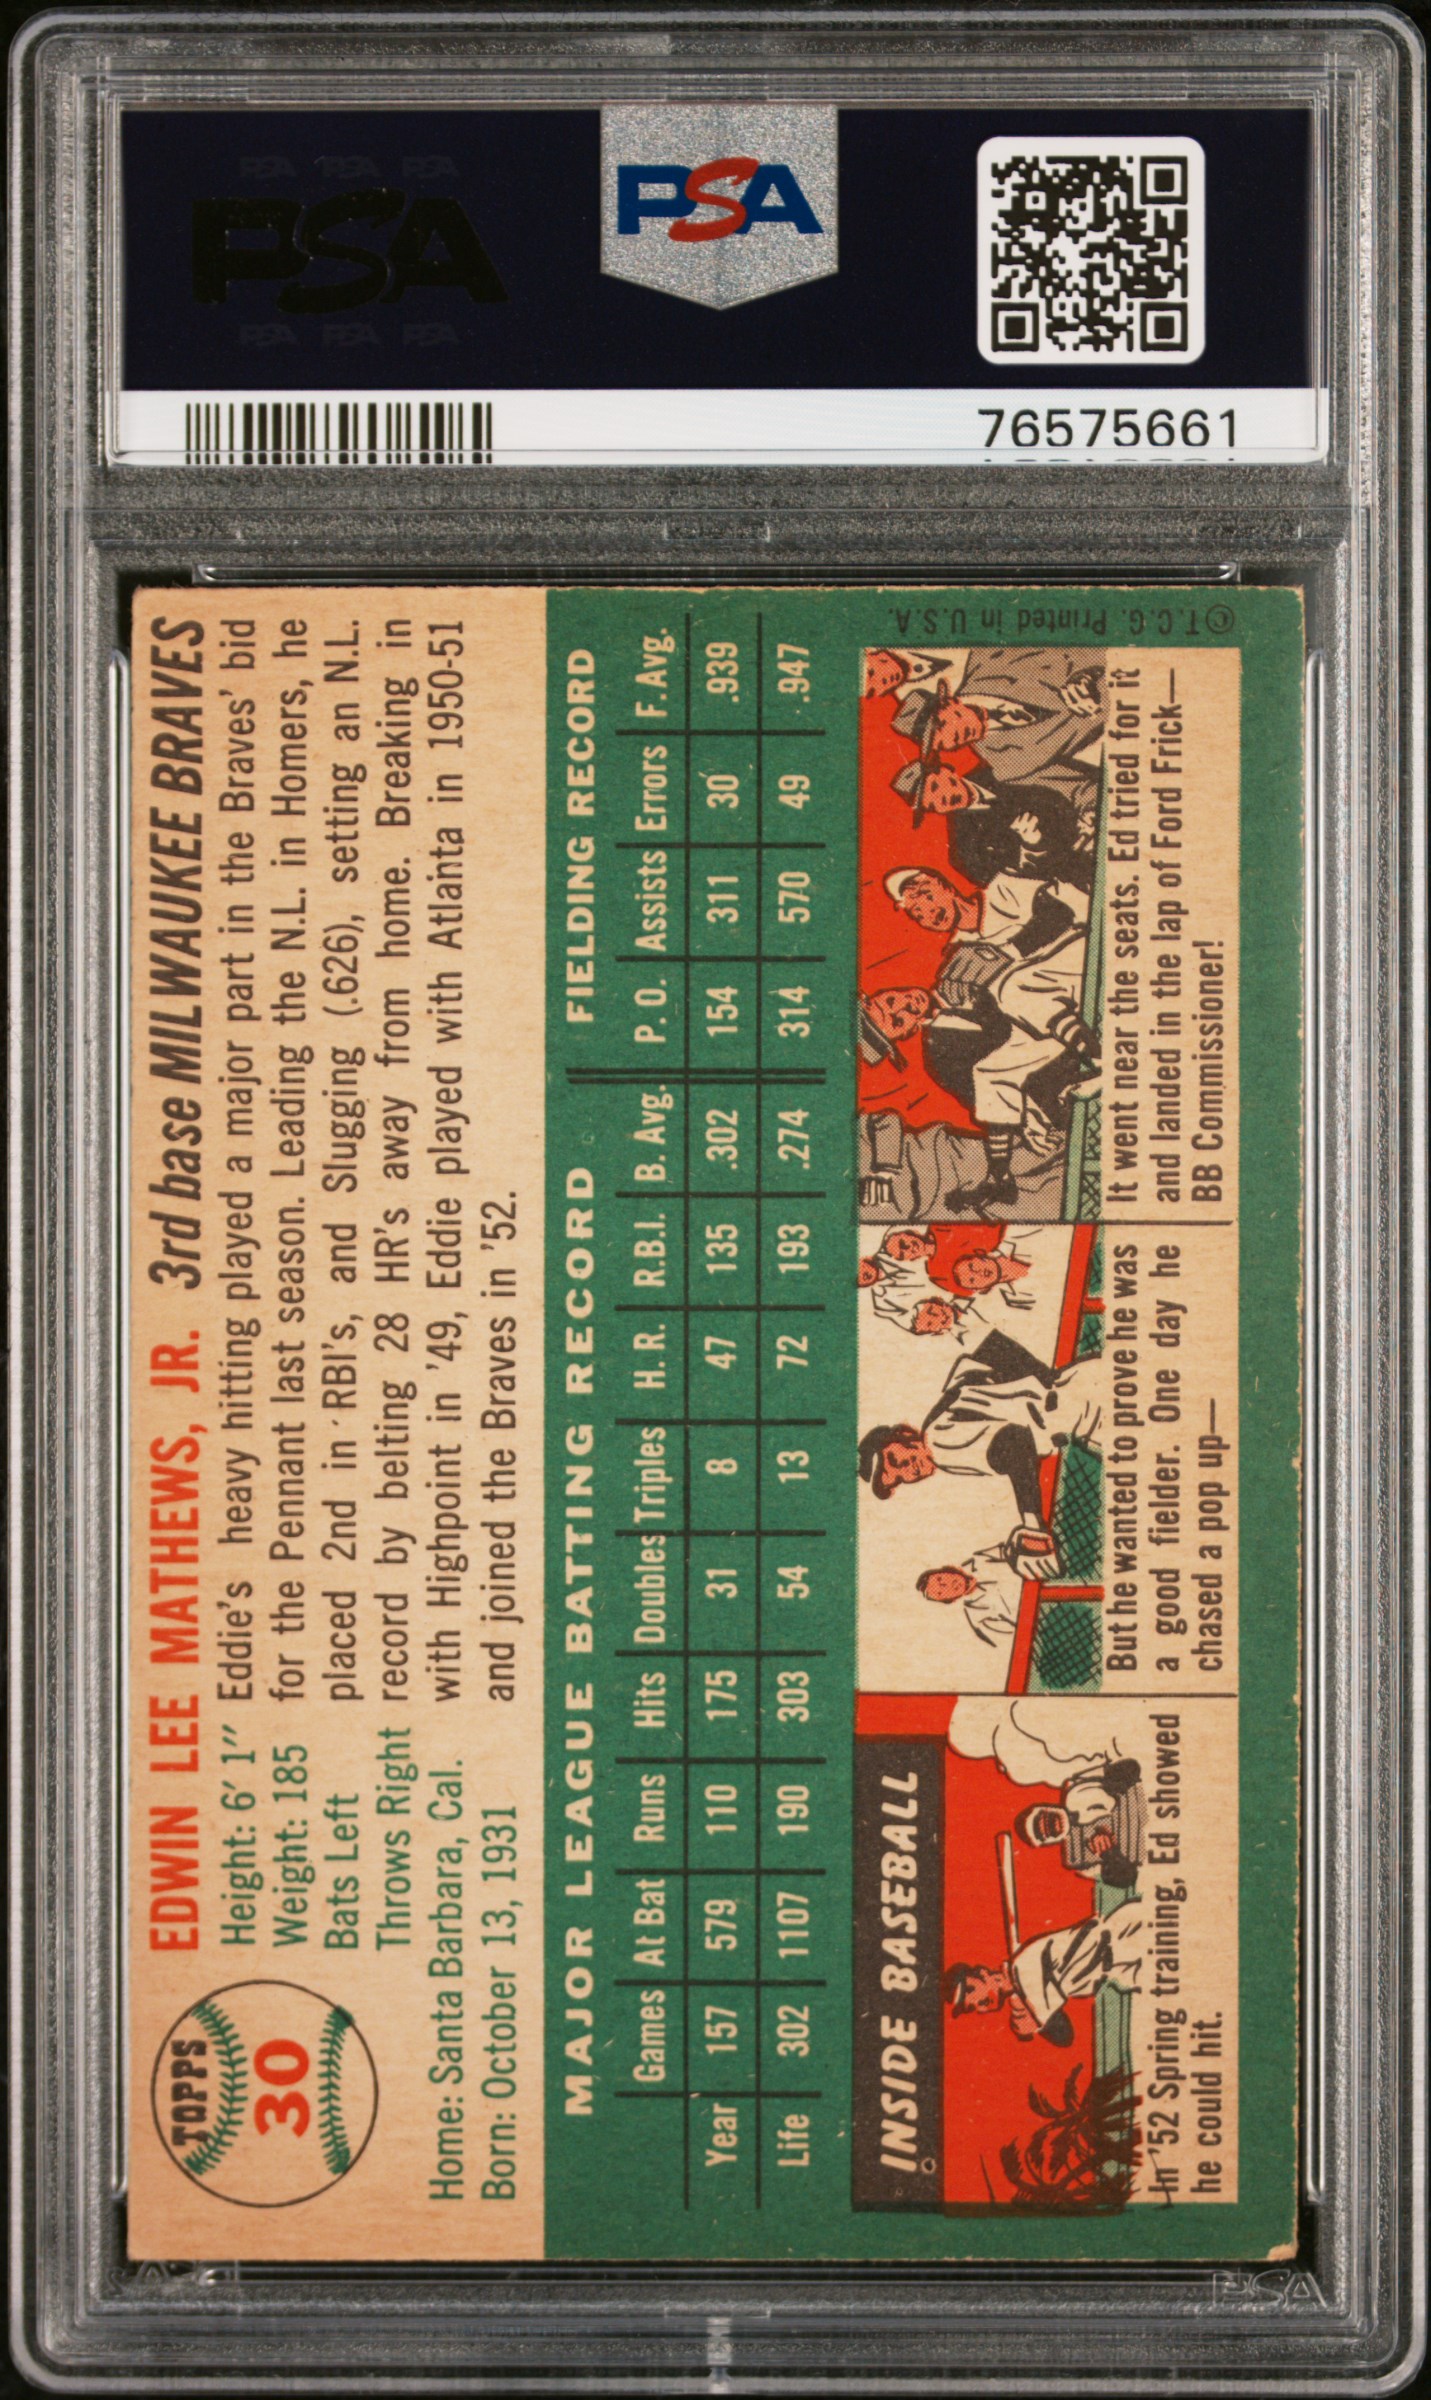 PSA PSA PSA
PSA
PSA PSA PSA
PSA
76575661
TOPPS
30
EDWIN LEE MATHEWS, JR. 3rd base MILWAUKEE BRAVES
Height: 6' 1"
Weight: 185
Bats Left
Throws Right
Home: Santa Barbara, Cal.
Born: October 13, 1931
Eddie's heavy hitting played a major part in the Braves' bid
for the Pennant last season. Leading the N.L. in Homers, he
placed 2nd in RBI's, and Slugging (.626), setting an N.L.
record by belting 28 HR's away from home. Breaking in
with Highpoint in '49, Eddie played with Atlanta in 1950-51
and joined the Braves in '52.
MAJOR LEAGUE BATTING RECORD FIELDING RECORD
Games At Bat Runs Hits Doubles Triples H. R. R.B.I. B. Avg. P. O. Assists Errors F. Avg.
Year 157 579 110 175 31 8 47 135 .302 154 311 30 .939
Life 302 1107 190 303 54 13 72 193 .274 314 570 49 .947
INSIDE BASEBALL
In '52 Spring training, Ed showed
he could hit.
But he wanted to prove he was
a good fielder. One day he
chased a pop up—
It went near the seats. Ed tried for it
and landed in the lap of Ford Frick—
BB Commissioner!
© T.C.G. Printed in U.S.A.
PSA
PSA